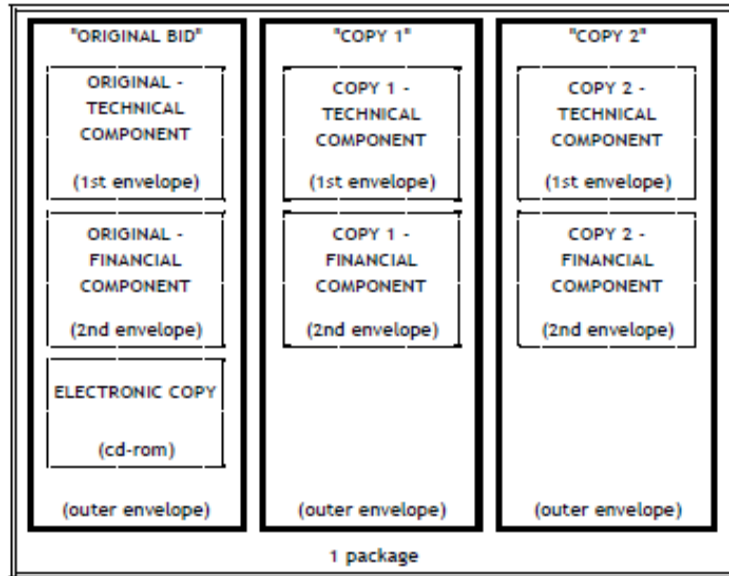 "ORIGINAL BID"
ORIGINAL -
TECHNICAL
COMPONENT
(1st envelope)
ORIGINAL -
FINANCIAL
COMPONENT
(2nd envelope)
ELECTRONIC COPY
(cd-rom)
(outer envelope)
"COPY 1"
COPY 1 -
TECHNICAL
COMPONENT
(1st envelope)
COPY 1 -
FINANCIAL
COMPONENT
(2nd envelope)
(outer envelope)
"COPY 2"
COPY 2 -
TECHNICAL
COMPONENT
(1st envelope)
COPY 2 -
FINANCIAL
COMPONENT
(2nd envelope)
(outer envelope)
1 package